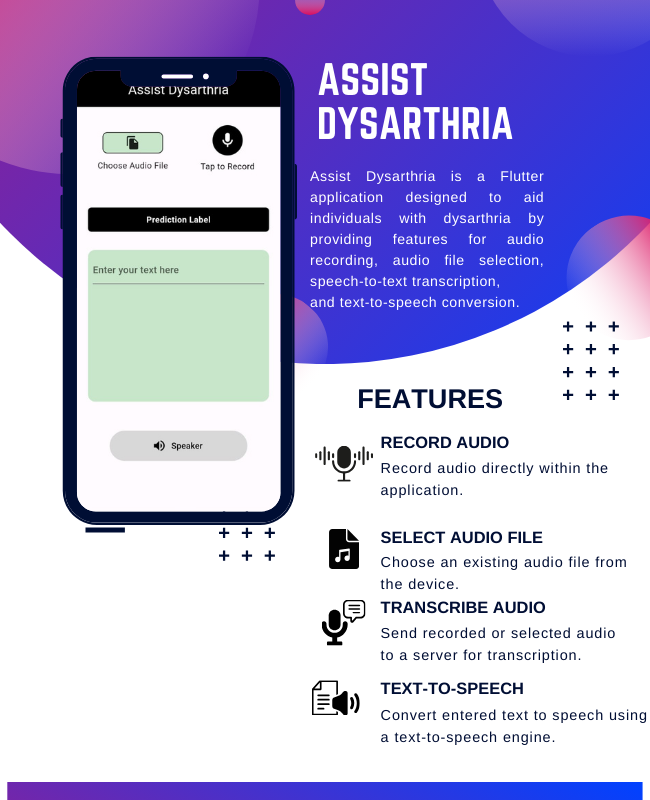 Assist Dysarthria
Choose Audio File
Tap to Record
Prediction Label
Enter your text here
Speaker
ASSIST
DYSARTHRIA
Assist Dysarthria is a Flutter
application designed to aid
individuals with dysarthria by
providing features for audio
recording, audio file selection,
speech-to-text transcription,
and text-to-speech conversion.
FEATURES
RECORD AUDIO
Record audio directly within the
application.
SELECT AUDIO FILE
Choose an existing audio file from
the device.
TRANSCRIBE AUDIO
Send recorded or selected audio
to a server for transcription.
TEXT-TO-SPEECH
Convert entered text to speech using
a text-to-speech engine.